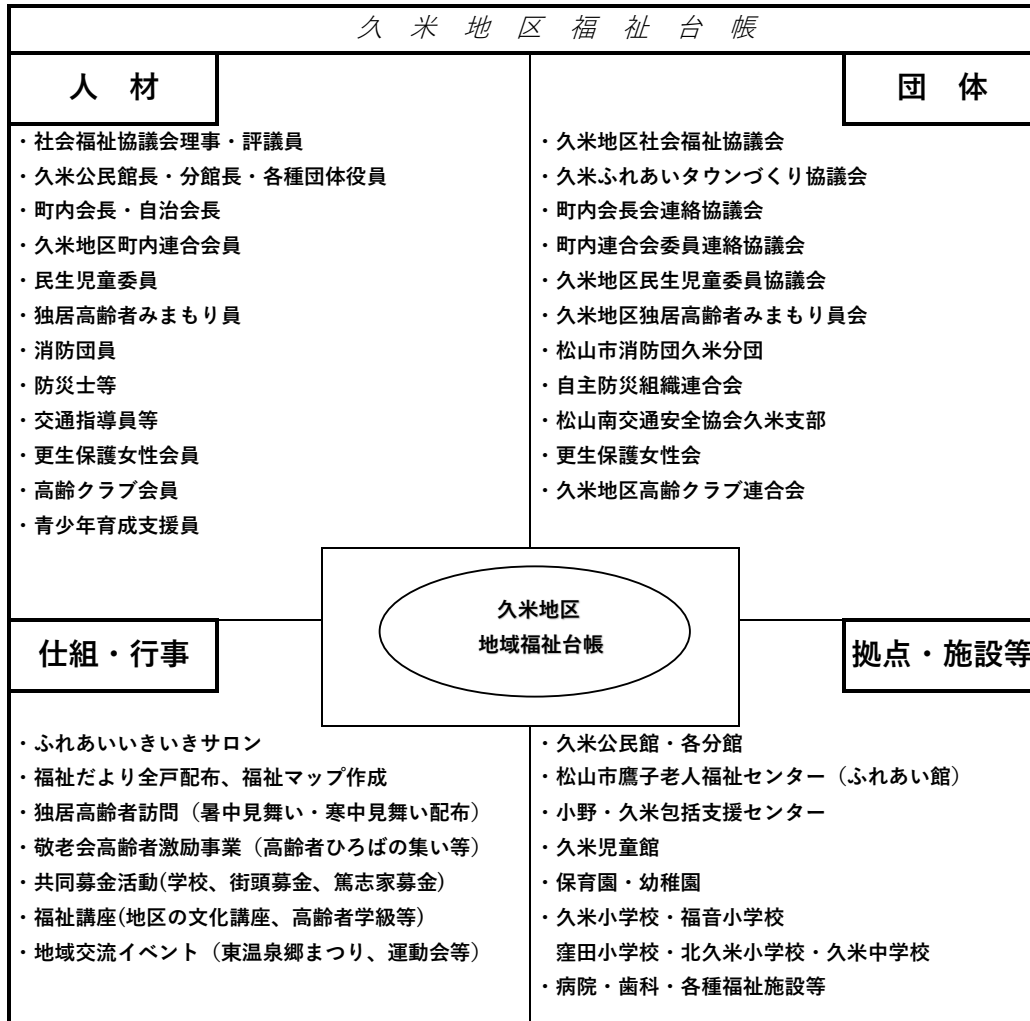 久米地区福祉台帳
人 材
・社会福祉協議会理事・評議員
・久米公民館長・分館長・各種団体役員
・町内会長・自治会長
・久米地区町内連合会員
・民生児童委員
・独居高齢者みまもり員
・消防団員
・防災士等
・交通指導員等
・更生保護女性会員
・高齢クラブ会員
・青少年育成支援員
団 体
・久米地区社会福祉協議会
・久米ふれあいタウンづくり協議会
・町内会長会連絡協議会
・町内連合会委員連絡協議会
・久米地区民生児童委員協議会
・久米地区独居高齢者みまもり員会
・松山市消防団久米分団
・自主防災組織連合会
・松山南交通安全協会久米支部
・更生保護女性会
・久米地区高齢クラブ連合会
久米地区
地域福祉台帳
仕組・行事
・ふれあいいきいきサロン
・福祉だより全戸配布、福祉マップ作成
・独居高齢者訪問（暑中見舞い・寒中見舞い配布）
・敬老会高齢者激励事業（高齢者ひろばの集い等）
・共同募金活動(学校、街頭募金、篤志家募金)
・福祉講座(地区の文化講座、高齢者学級等)
・地域交流イベント（東温泉郷まつり、運動会等）
拠点・施設等
・久米公民館・各分館
・松山市鷹子老人福祉センター（ふれあい館）
・小野・久米包括支援センター
・久米児童館
・保育園・幼稚園
・久米小学校・福音小学校
窪田小学校・北久米小学校・久米中学校
・病院・歯科・各種福祉施設等